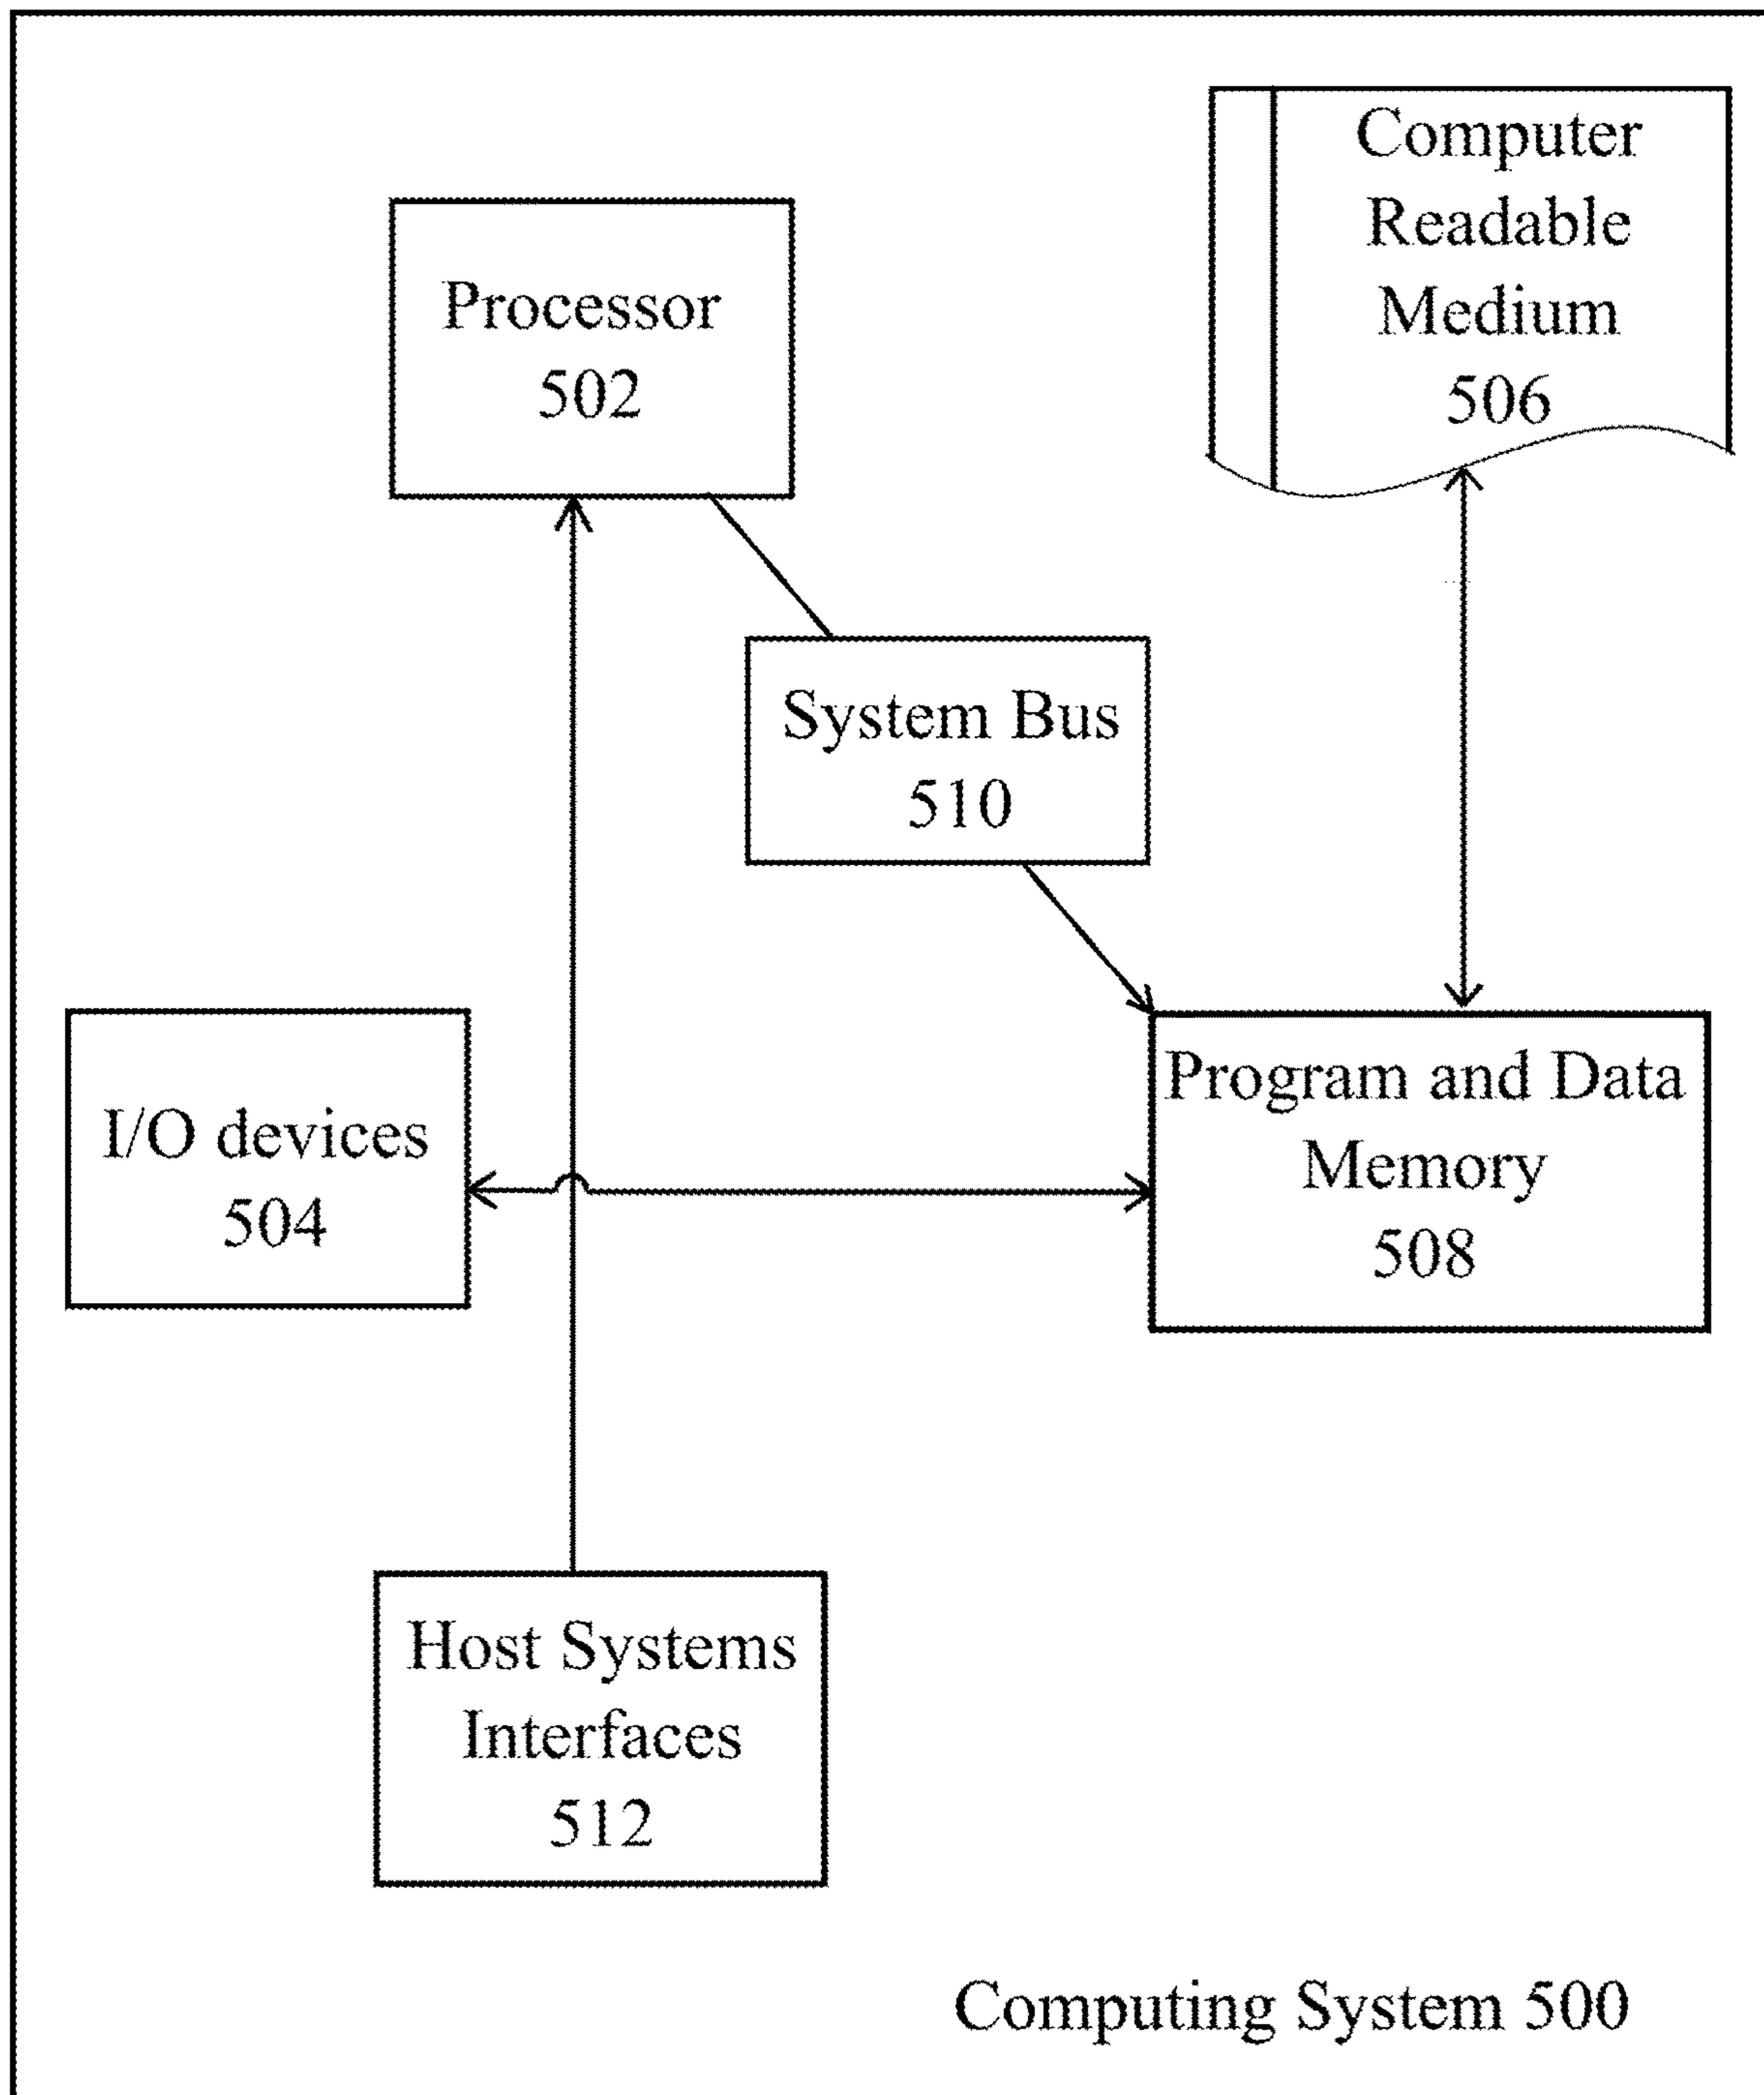 Computer
Readable
Medium
506
Processor
502
System Bus
510
I/O devices
504
Program and Data
Memory
508
Host Systems
Interfaces
512
Computing System 500